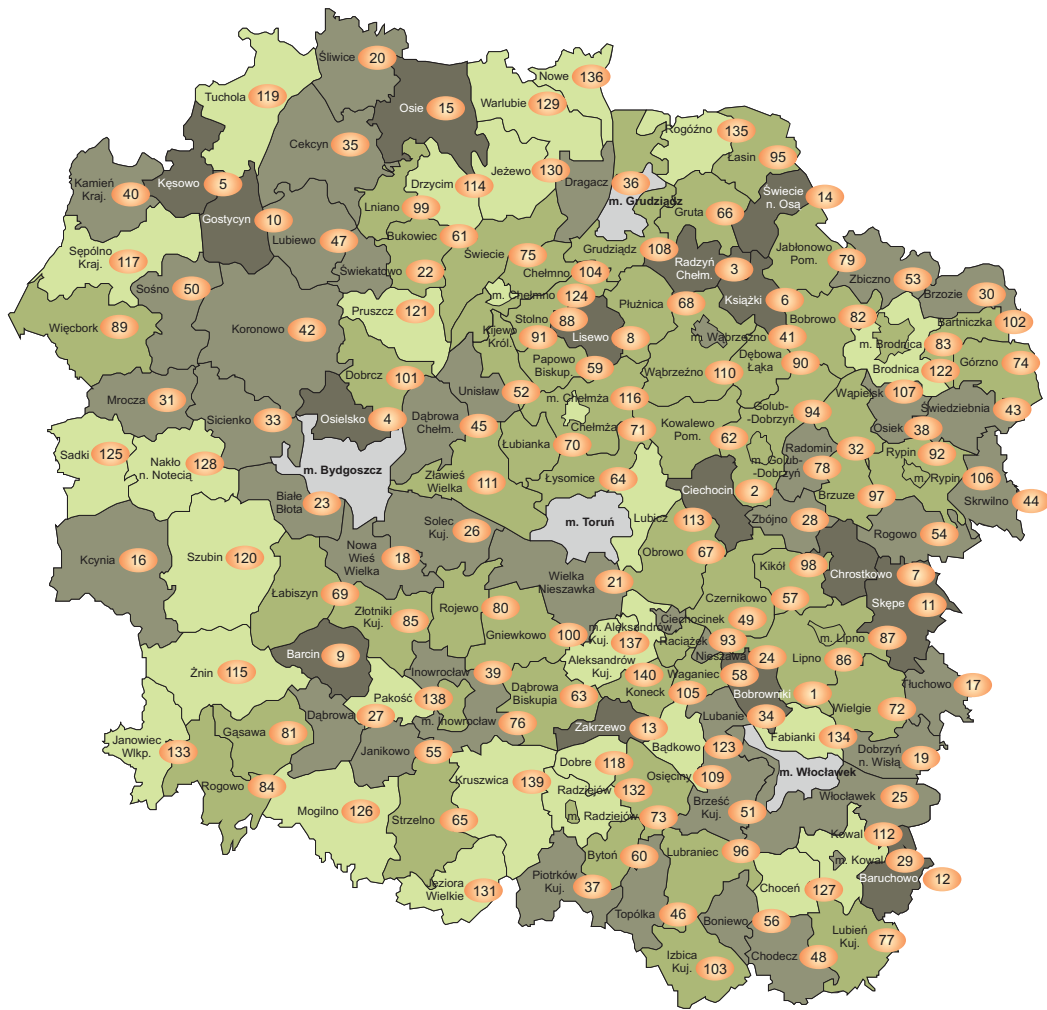 Śliwice 20
Nowe 136
Tuchola 119
Osie 15
Warlubie 129
Cekcyn 35
Rogóźno 135
Łasin 95
Kamień
Kraj. 40
Kęsowo 5
Drzycim 114
Jeżewo 130
Dragacz 36
m. Grudziądz
Świecie
n. Osą 14
Gostycyn 10
Lniano 99
Gruta 66
Lubiewo 47
Bukowiec 61
Świecie 75
Grudziądz 108
Radzyń
Chełm. 3
Jabłonowo
Pom. 79
Sępólno
Kraj. 117
Sośno 50
Świekatowo 22
Chełmno 104
Zbiczno 53
Brzozie 30
m. Chełmno 124
Płużnica 68
Książki 6
Więcbork 89
Koronowo 42
Pruszcz 121
Stolno 88
Kijewo
Król. 91
Lisewo 8
m. Wąbrzeźno 41
Bobrowo 82
Bartniczka 102
m. Brodnica 83
Papowo
Biskup. 59
Wąbrzeźno 110
Dębowa
Łąka 90
Brodnica 122
Górzno 74
Dobrcz 101
Unisław 52
m. Chełmża 116
Wąpielsk 107
Mrocza 31
Sicienko 33
Osielsko 4
Dąbrowa
Chełm. 45
Chełmża 71
Kowalewo
Pom. 62
Golub-
-Dobrzyń 94
Świedziebnia 43
Osiek 38
Łubianka 70
Radomin 32
Rypin 92
Sadki 125
Nakło
n. Notecią 128
m. Bydgoszcz
Zławieś
Wielka 111
Łysomice 64
m. Golub-
-Dobrzyń 78
m. Rypin 106
Ciechocin 2
Brzuze 97
Skrwilno 44
Białe
Błota 23
Solec
Kuj. 26
m. Toruń
Lubicz 113
Zbójno 28
Rogowo 54
Kcynia 16
Szubin 120
Nowa
Wieś
Wielka 18
Obrowo 67
Kikół 98
Chrostkowo 7
Wielka
Nieszawka 21
Łabiszyn 69
Czernikowo 57
Skępe 11
Złotniki
Kuj. 85
Rojewo 80
Gniewkowo 100
Ciechocinek 49
m. Aleksandrów
Kuj. 137
Raciążek 93
m. Lipno 87
Barcin 9
Nieszawa 24
Lipno 86
Żnin 115
Inowrocław 39
Aleksandrów
Kuj. 140
Waganiec 58
Tłuchowo 17
Pakość 138
Dąbrowa
Biskupia 63
Koneck 105
Bobrowniki 1
Wielgie 72
Dąbrowa 27
m. Inowrocław 76
Zakrzewo 13
Lubanie 34
Fabianki 134
Janowiec
Wlkp. 133
Gąsawa 81
Janikowo 55
Bądkowo 123
Dobrzyń
n. Wisłą 19
Dobre 118
Osięciny 109
m. Włocławek
Rogowo 84
Kruszwica 139
Radziejów 132
Włocławek 25
Mogilno 126
Strzelno 65
m. Radziejów 73
Brześć
Kuj. 51
Kowal 112
Bytoń 60
Lubraniec 96
m. Kowal 29
Baruchowo 12
Jeziora
Wielkie 131
Piotrków
Kuj. 37
Choceń 127
Topólka 46
Boniewo 56
Lubień
Kuj. 77
Izbica
Kuj. 103
Chodecz 48